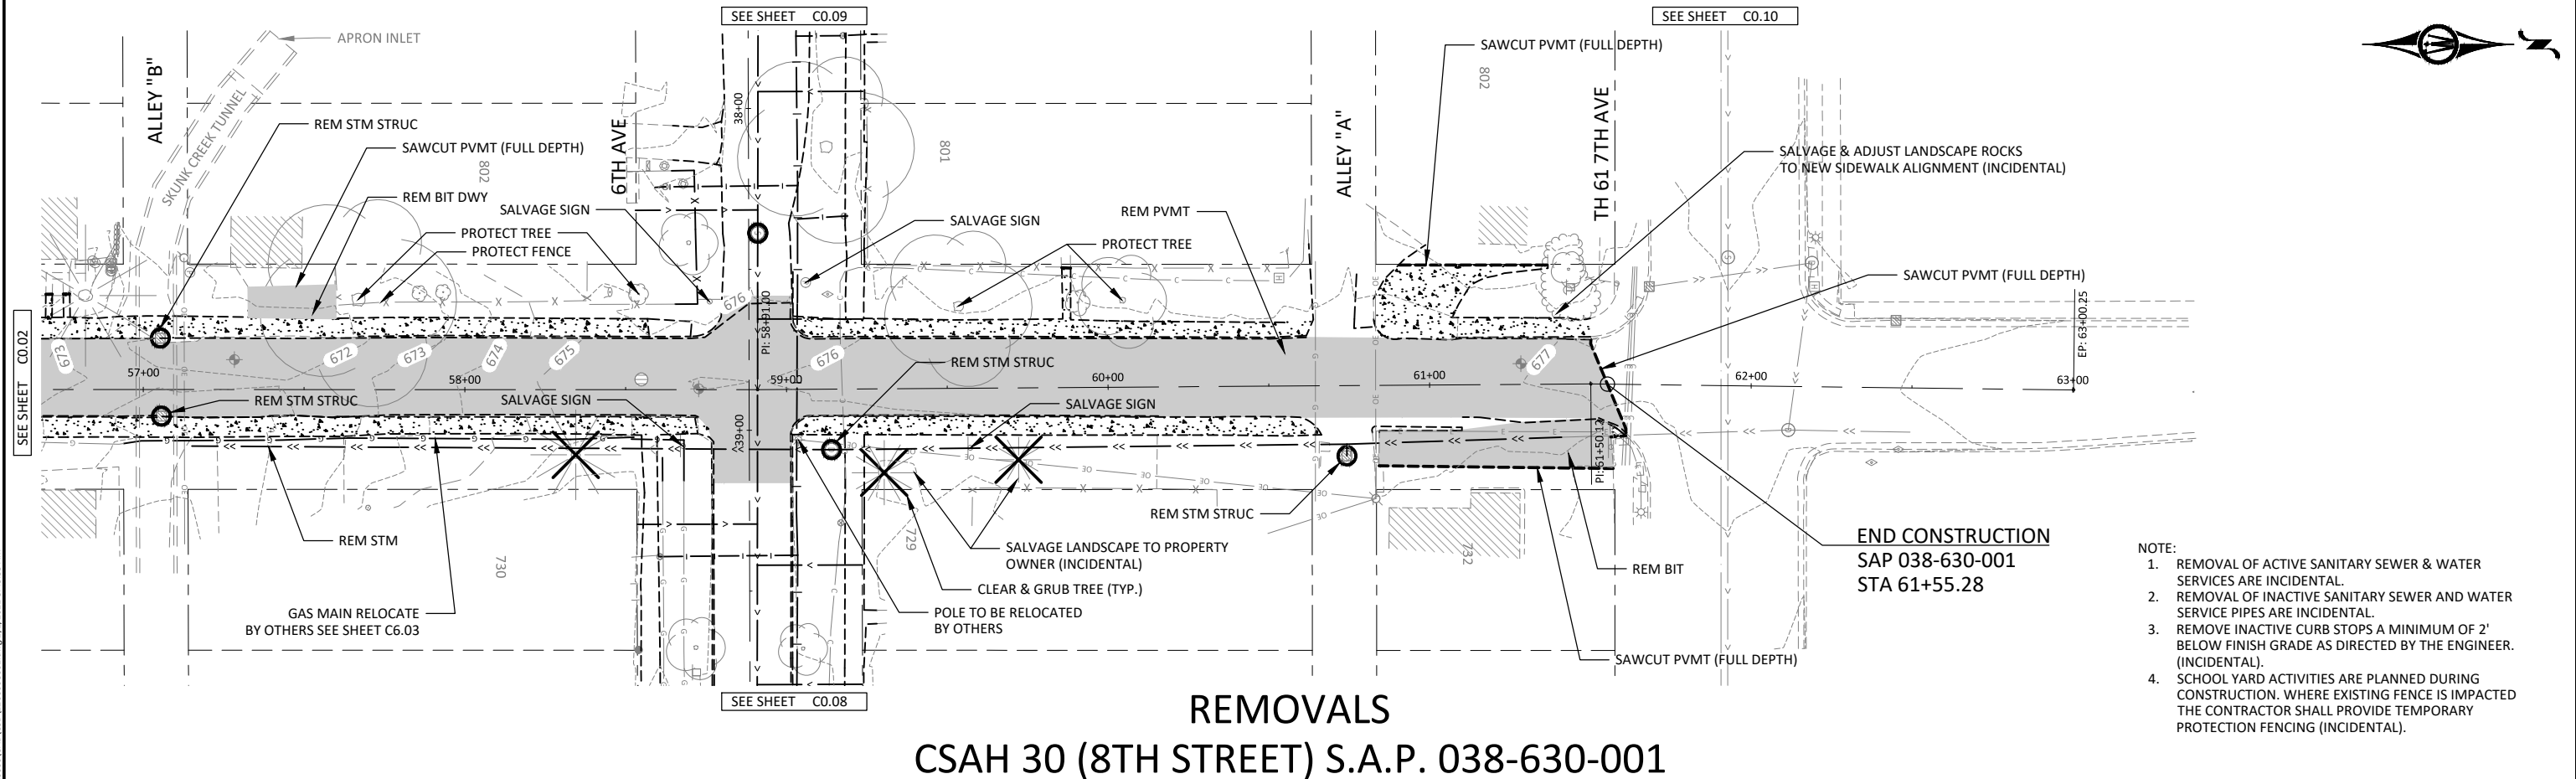 SEE SHEET C0.09
SEE SHEET C0.10
APRON INLET
ALLEY "B"
SKUNK CREEK TUNNEL
REM STM STRUC
SAWCUT PVMT (FULL DEPTH)
802
REM BIT DWY
SALVAGE SIGN
PROTECT TREE
PROTECT FENCE
6TH AVE
38+00
801
SALVAGE SIGN
REM PVMT
PROTECT TREE
ALLEY "A"
SAWCUT PVMT (FULL DEPTH)
802
TH 61 7TH AVE
SALVAGE & ADJUST LANDSCAPE ROCKS
TO NEW SIDEWALK ALIGNMENT (INCIDENTAL)
SAWCUT PVMT (FULL DEPTH)
EP: 63+00.25
SEE SHEET C0.02
673
672
673
674
675
676
676
677
57+00
58+00
59+00
60+00
61+00
62+00
63+00
PI: 58+91.00
REM STM STRUC
REM STM STRUC
SALVAGE SIGN
SALVAGE SIGN
39+00
PI: 61+50.12
REM STM
730
729
732
REM STM STRUC
SALVAGE LANDSCAPE TO PROPERTY
OWNER (INCIDENTAL)
CLEAR & GRUB TREE (TYP.)
POLE TO BE RELOCATED
BY OTHERS
GAS MAIN RELOCATE
BY OTHERS SEE SHEET C6.03
REM BIT
SAWCUT PVMT (FULL DEPTH)
END CONSTRUCTION
SAP 038-630-001
STA 61+55.28
SEE SHEET C0.08
NOTE:
1. REMOVAL OF ACTIVE SANITARY SEWER & WATER
SERVICES ARE INCIDENTAL.
2. REMOVAL OF INACTIVE SANITARY SEWER AND WATER
SERVICE PIPES ARE INCIDENTAL.
3. REMOVE INACTIVE CURB STOPS A MINIMUM OF 2'
BELOW FINISH GRADE AS DIRECTED BY THE ENGINEER.
(INCIDENTAL).
4. SCHOOL YARD ACTIVITIES ARE PLANNED DURING
CONSTRUCTION. WHERE EXISTING FENCE IS IMPACTED
THE CONTRACTOR SHALL PROVIDE TEMPORARY
PROTECTION FENCING (INCIDENTAL).
REMOVALS
CSAH 30 (8TH STREET) S.A.P. 038-630-001